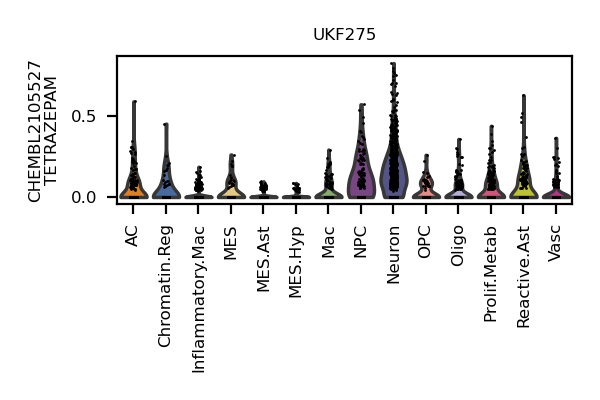 UKF275
CHEMBL2105527
TETRAZEPAM
0.5
0.0
AC
Chromatin.Reg
Inflammatory.Mac
MES
MES.Ast
MES.Hyp
Mac
NPC
Neuron
OPC
Oligo
Prolif.Metab
Reactive.Ast
Vasc